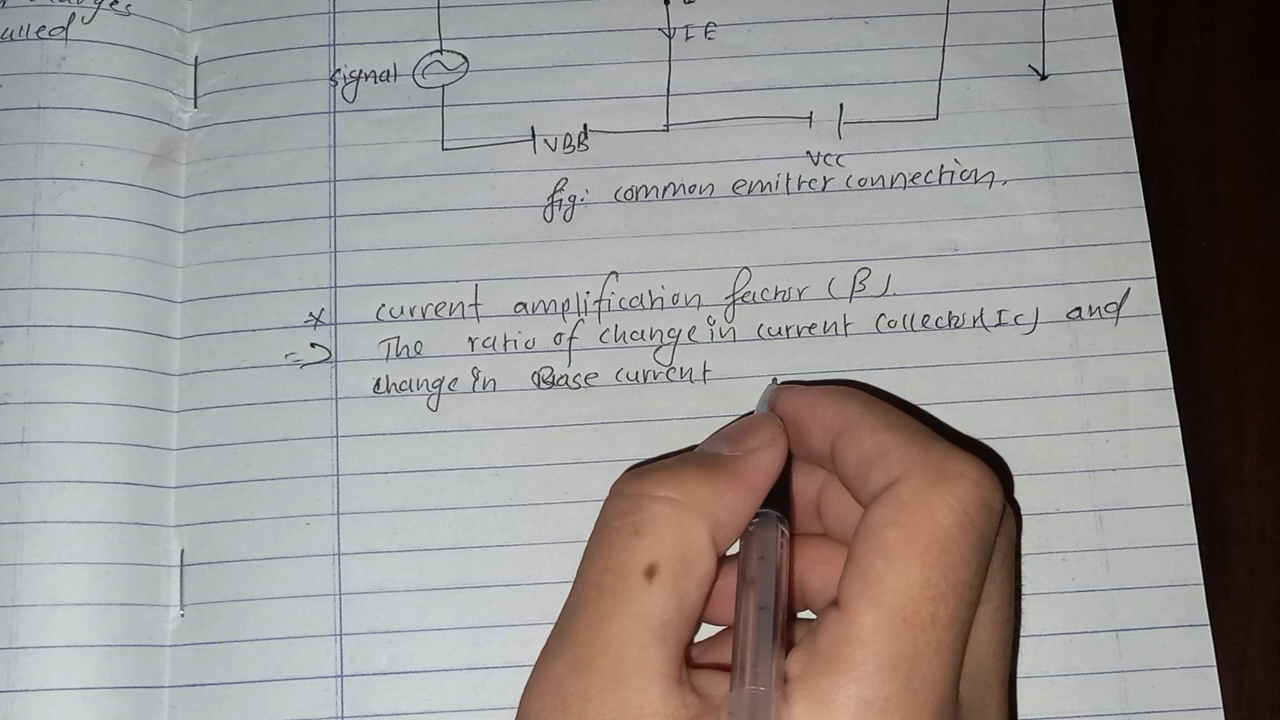 IE
signal
VBB
VCC
fig: common emitter connection.
* current amplification factor (β).
=> The ratio of change in current collector (Ic) and
change in Base current